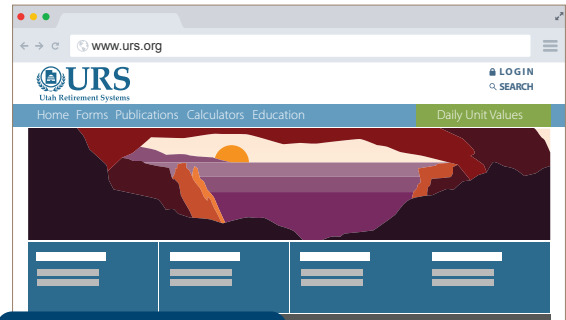 www.urs.org
URS
Utah Retirement Systems
LOGIN
SEARCH
Home Forms Publications Calculators Education
Daily Unit Values